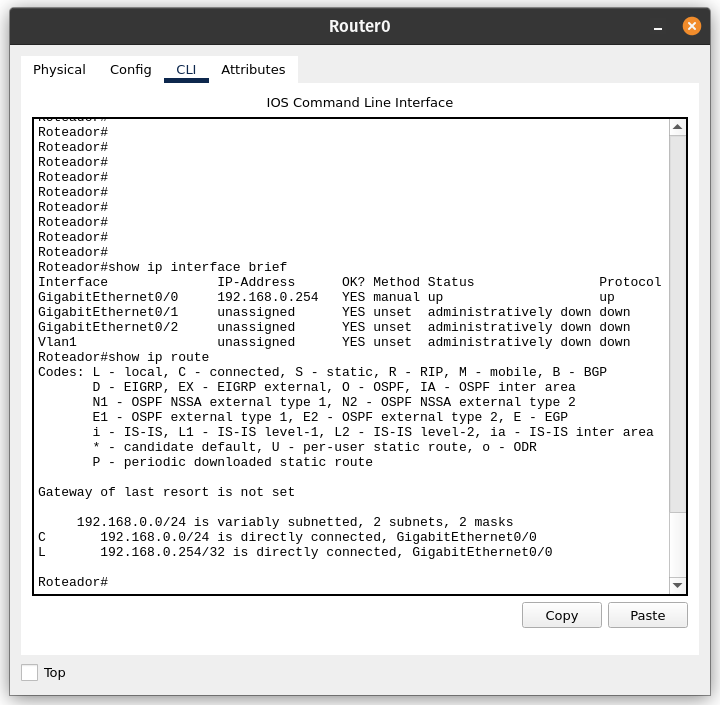 Router0
Physical Config CLI Attributes
IOS Command Line Interface
Roteador#
Roteador#
Roteador#
Roteador#
Roteador#
Roteador#
Roteador#
Roteador#
Roteador#
Roteador#
Roteador#show ip interface brief
Interface              IP-Address      OK? Method Status                Protocol
GigabitEthernet0/0     192.168.0.254   YES manual up                    up
GigabitEthernet0/1     unassigned      YES unset  administratively down down
GigabitEthernet0/2     unassigned      YES unset  administratively down down
Vlan1                  unassigned      YES unset  administratively down down
Roteador#show ip route
Codes: L - local, C - connected, S - static, R - RIP, M - mobile, B - BGP
       D - EIGRP, EX - EIGRP external, O - OSPF, IA - OSPF inter area
       N1 - OSPF NSSA external type 1, N2 - OSPF NSSA external type 2
       E1 - OSPF external type 1, E2 - OSPF external type 2, E - EGP
       i - IS-IS, L1 - IS-IS level-1, L2 - IS-IS level-2, ia - IS-IS inter area
       * - candidate default, U - per-user static route, o - ODR
       P - periodic downloaded static route
Gateway of last resort is not set
     192.168.0.0/24 is variably subnetted, 2 subnets, 2 masks
C       192.168.0.0/24 is directly connected, GigabitEthernet0/0
L       192.168.0.254/32 is directly connected, GigabitEthernet0/0
Roteador#
Copy Paste
Top